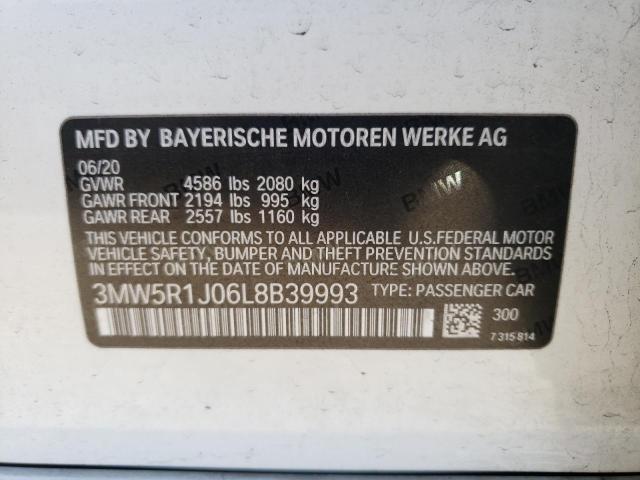 MFD BY BAYERISCHE MOTOREN WERKE AG
06/20
GVWR 4586 lbs 2080 kg
GAWR FRONT 2194 lbs 995 kg
GAWR REAR 2557 lbs 1160 kg
THIS VEHICLE CONFORMS TO ALL APPLICABLE U.S.FEDERAL MOTOR
VEHICLE SAFETY, BUMPER AND THEFT PREVENTION STANDARDS
IN EFFECT ON THE DATE OF MANUFACTURE SHOWN ABOVE.
3MW5R1J06L8B39993 TYPE: PASSENGER CAR
300
7 315 814
BMW
BMW